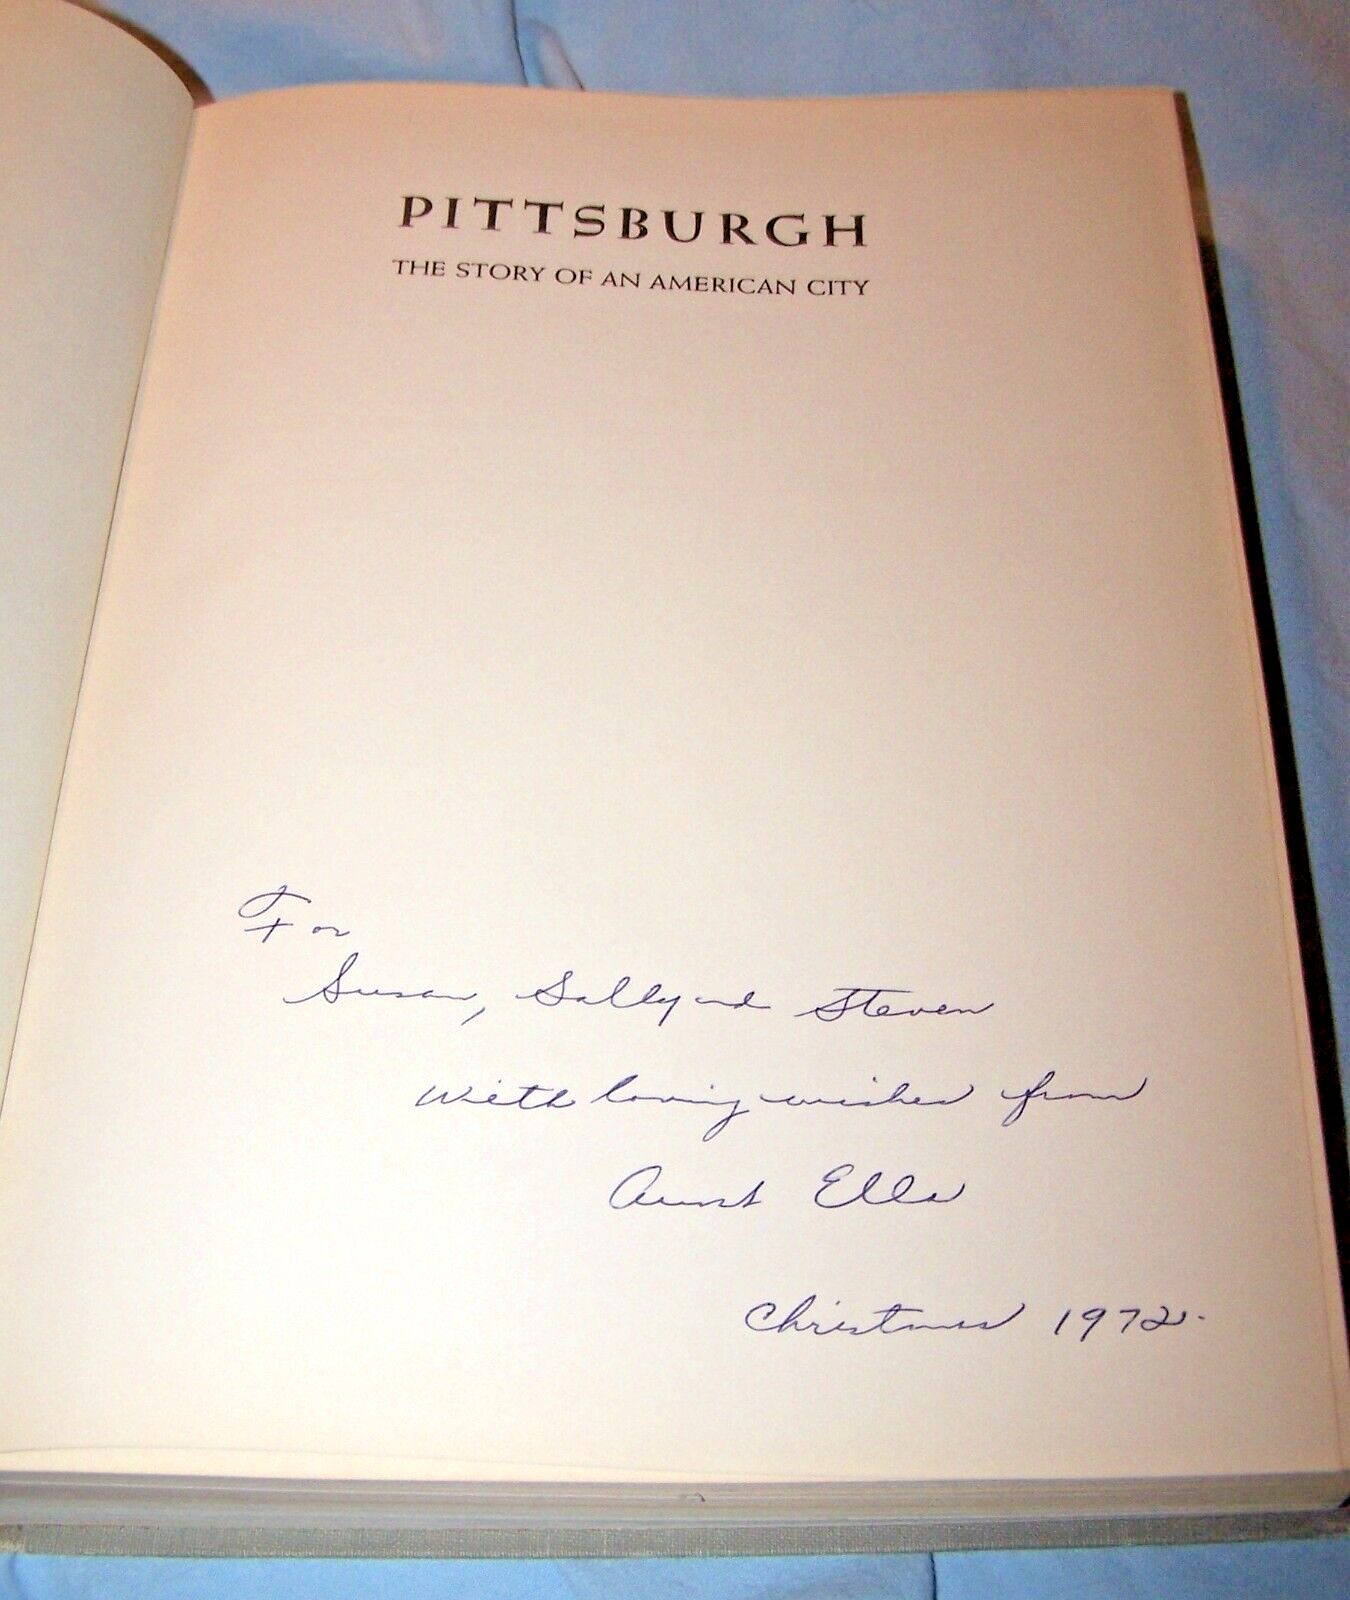 PITTSBURGH
THE STORY OF AN AMERICAN CITY
For
Susan, Sally and Steven
with loving wishes from
Aunt Ella
Christmas 1972.